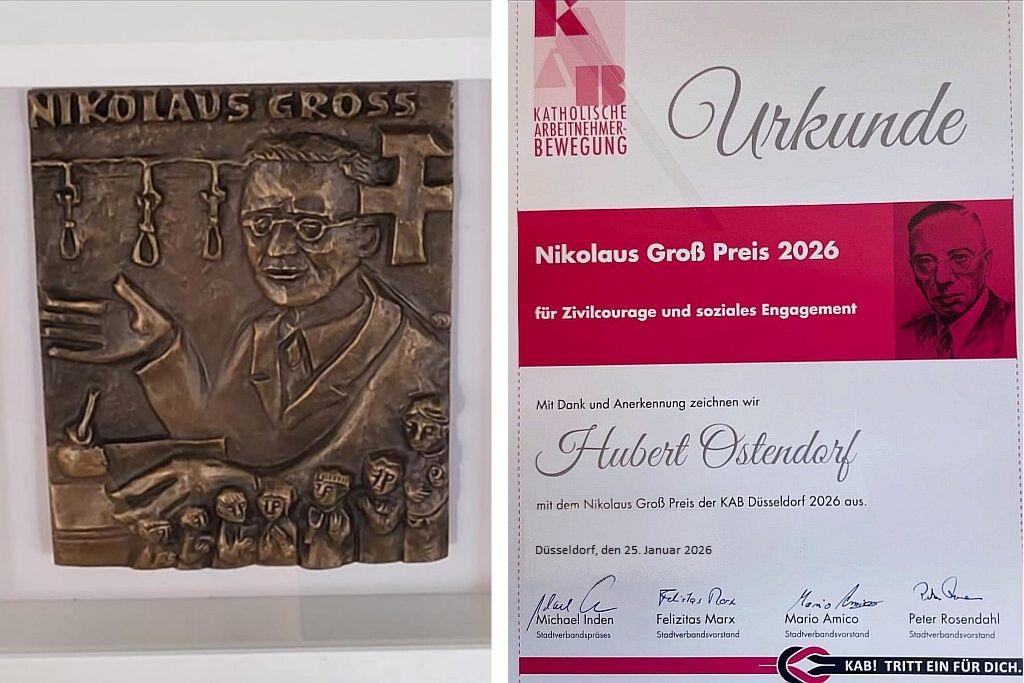 NIKOLAUS GROSS
KAB
KATHOLISCHE
ARBEITNEHMER-
BEWEGUNG
Urkunde
Nikolaus Groß Preis 2026
für Zivilcourage und soziales Engagement
Mit Dank und Anerkennung zeichnen wir
Hubert Ostendorf
mit dem Nikolaus Groß Preis der KAB Düsseldorf 2026 aus.
Düsseldorf, den 25. Januar 2026
Michael Inden
Stadtverbandspräses
Felizitas Marx
Stadtverbandsvorstand
Mario Amico
Stadtverbandsvorstand
Peter Rosendahl
Stadtverbandsvorstand
KAB! TRITT EIN FÜR DICH.